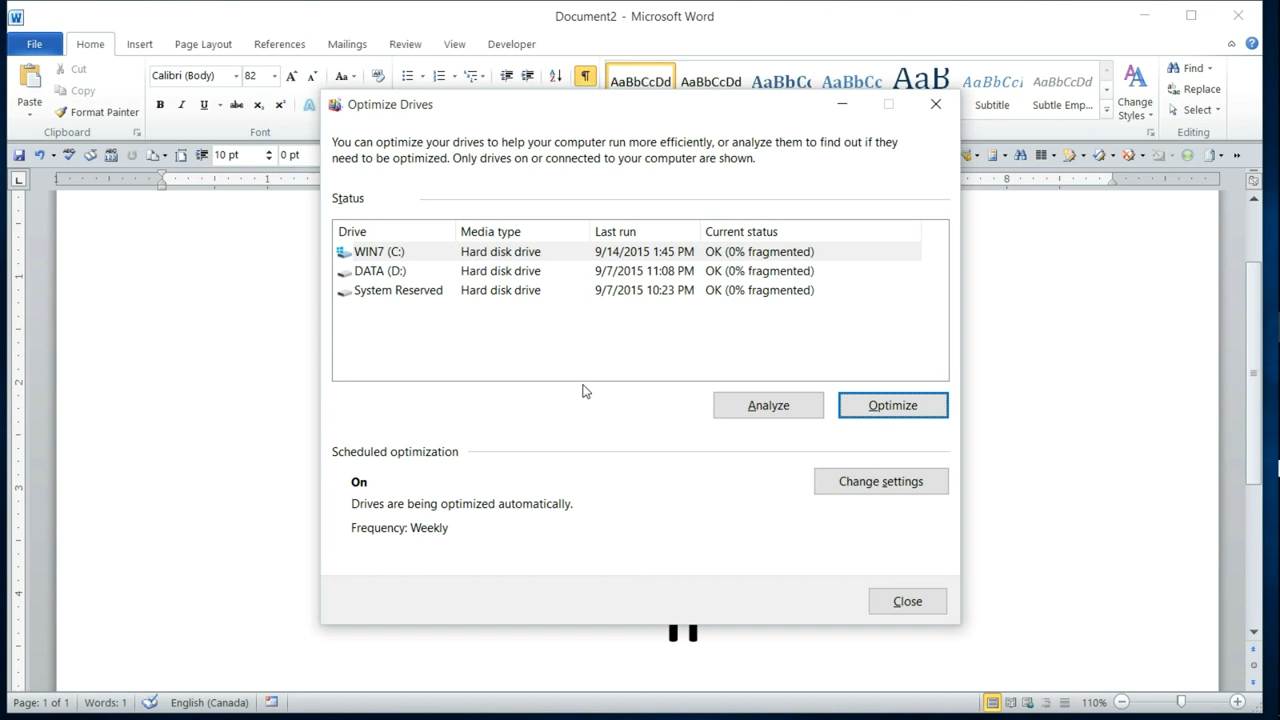 Document2 - Microsoft Word
File Home Insert Page Layout References Mailings Review View Developer
Paste
Cut
Copy
Format Painter
Clipboard
Calibri (Body) 82
Font
AaBbCcDd AaBbCcDd AaBbCc AaBbCc AaB AaBbCc AaBbCcDd
Subtitle Subtle Emp...
Change Styles
Find
Replace
Select
Editing
10 pt 0 pt
Optimize Drives
You can optimize your drives to help your computer run more efficiently, or analyze them to find out if they
need to be optimized. Only drives on or connected to your computer are shown.
Status
Drive Media type Last run Current status
WIN7 (C:) Hard disk drive 9/14/2015 1:45 PM OK (0% fragmented)
DATA (D:) Hard disk drive 9/7/2015 11:08 PM OK (0% fragmented)
System Reserved Hard disk drive 9/7/2015 10:23 PM OK (0% fragmented)
Analyze Optimize
Scheduled optimization
On
Change settings
Drives are being optimized automatically.
Frequency: Weekly
Close
Page: 1 of 1 Words: 1 English (Canada) 110%